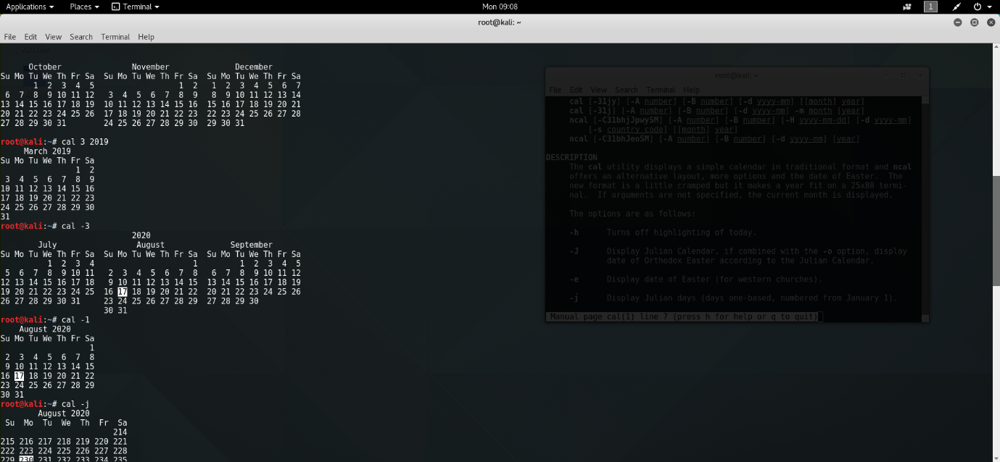 Applications Places Terminal Mon 09:08 1
root@kali: ~
File Edit View Search Terminal Help
October November December
Su Mo Tu We Th Fr Sa Su Mo Tu We Th Fr Sa Su Mo Tu We Th Fr Sa
1 2 3 4 5 1 2 1 2 3 4 5 6 7
6 7 8 9 10 11 12 3 4 5 6 7 8 9 8 9 10 11 12 13 14
13 14 15 16 17 18 19 10 11 12 13 14 15 16 15 16 17 18 19 20 21
20 21 22 23 24 25 26 17 18 19 20 21 22 23 22 23 24 25 26 27 28
27 28 29 30 31 24 25 26 27 28 29 30 29 30 31
root@kali:~# cal 3 2019
March 2019
Su Mo Tu We Th Fr Sa
1 2
3 4 5 6 7 8 9
10 11 12 13 14 15 16
17 18 19 20 21 22 23
24 25 26 27 28 29 30
31
root@kali:~# cal -3
2020
July August September
Su Mo Tu We Th Fr Sa Su Mo Tu We Th Fr Sa Su Mo Tu We Th Fr Sa
1 2 3 4 1 1 2 3 4 5
5 6 7 8 9 10 11 2 3 4 5 6 7 8 6 7 8 9 10 11 12
12 13 14 15 16 17 18 9 10 11 12 13 14 15 13 14 15 16 17 18 19
19 20 21 22 23 24 25 16 17 18 19 20 21 22 20 21 22 23 24 25 26
26 27 28 29 30 31 23 24 25 26 27 28 29 27 28 29 30
30 31
root@kali:~# cal -1
August 2020
Su Mo Tu We Th Fr Sa
1
2 3 4 5 6 7 8
9 10 11 12 13 14 15
16 17 18 19 20 21 22
23 24 25 26 27 28 29
30 31
root@kali:~# cal -j
August 2020
Su Mo Tu We Th Fr Sa
214
215 216 217 218 219 220 221
222 223 224 225 226 227 228
229 230 231 232 233 234 235
root@kali: ~
File Edit View Search Terminal Help
cal [-31jy] [-A number] [-B number] [-d yyyy-mm] [[month] year]
cal [-31j] [-A number] [-B number] [-d yyyy-mm] -m month [year]
ncal [-C31bhjJpwySM] [-A number] [-B number] [-H yyyy-mm-dd] [-d yyyy-mm]
[-s country_code] [[month] year]
ncal [-C31bhJeoSM] [-A number] [-B number] [-d yyyy-mm] [year]
DESCRIPTION
The cal utility displays a simple calendar in traditional format and ncal
offers an alternative layout, more options and the date of Easter. The
new format is a little cramped but it makes a year fit on a 25x80 termi-
nal. If arguments are not specified, the current month is displayed.
The options are as follows:
-h Turns off highlighting of today.
-J Display Julian Calendar, if combined with the -o option, display
date of Orthodox Easter according to the Julian Calendar.
-e Display date of Easter (for western churches).
-j Display Julian days (days one-based, numbered from January 1).
Manual page cal(1) line 7 (press h for help or q to quit)